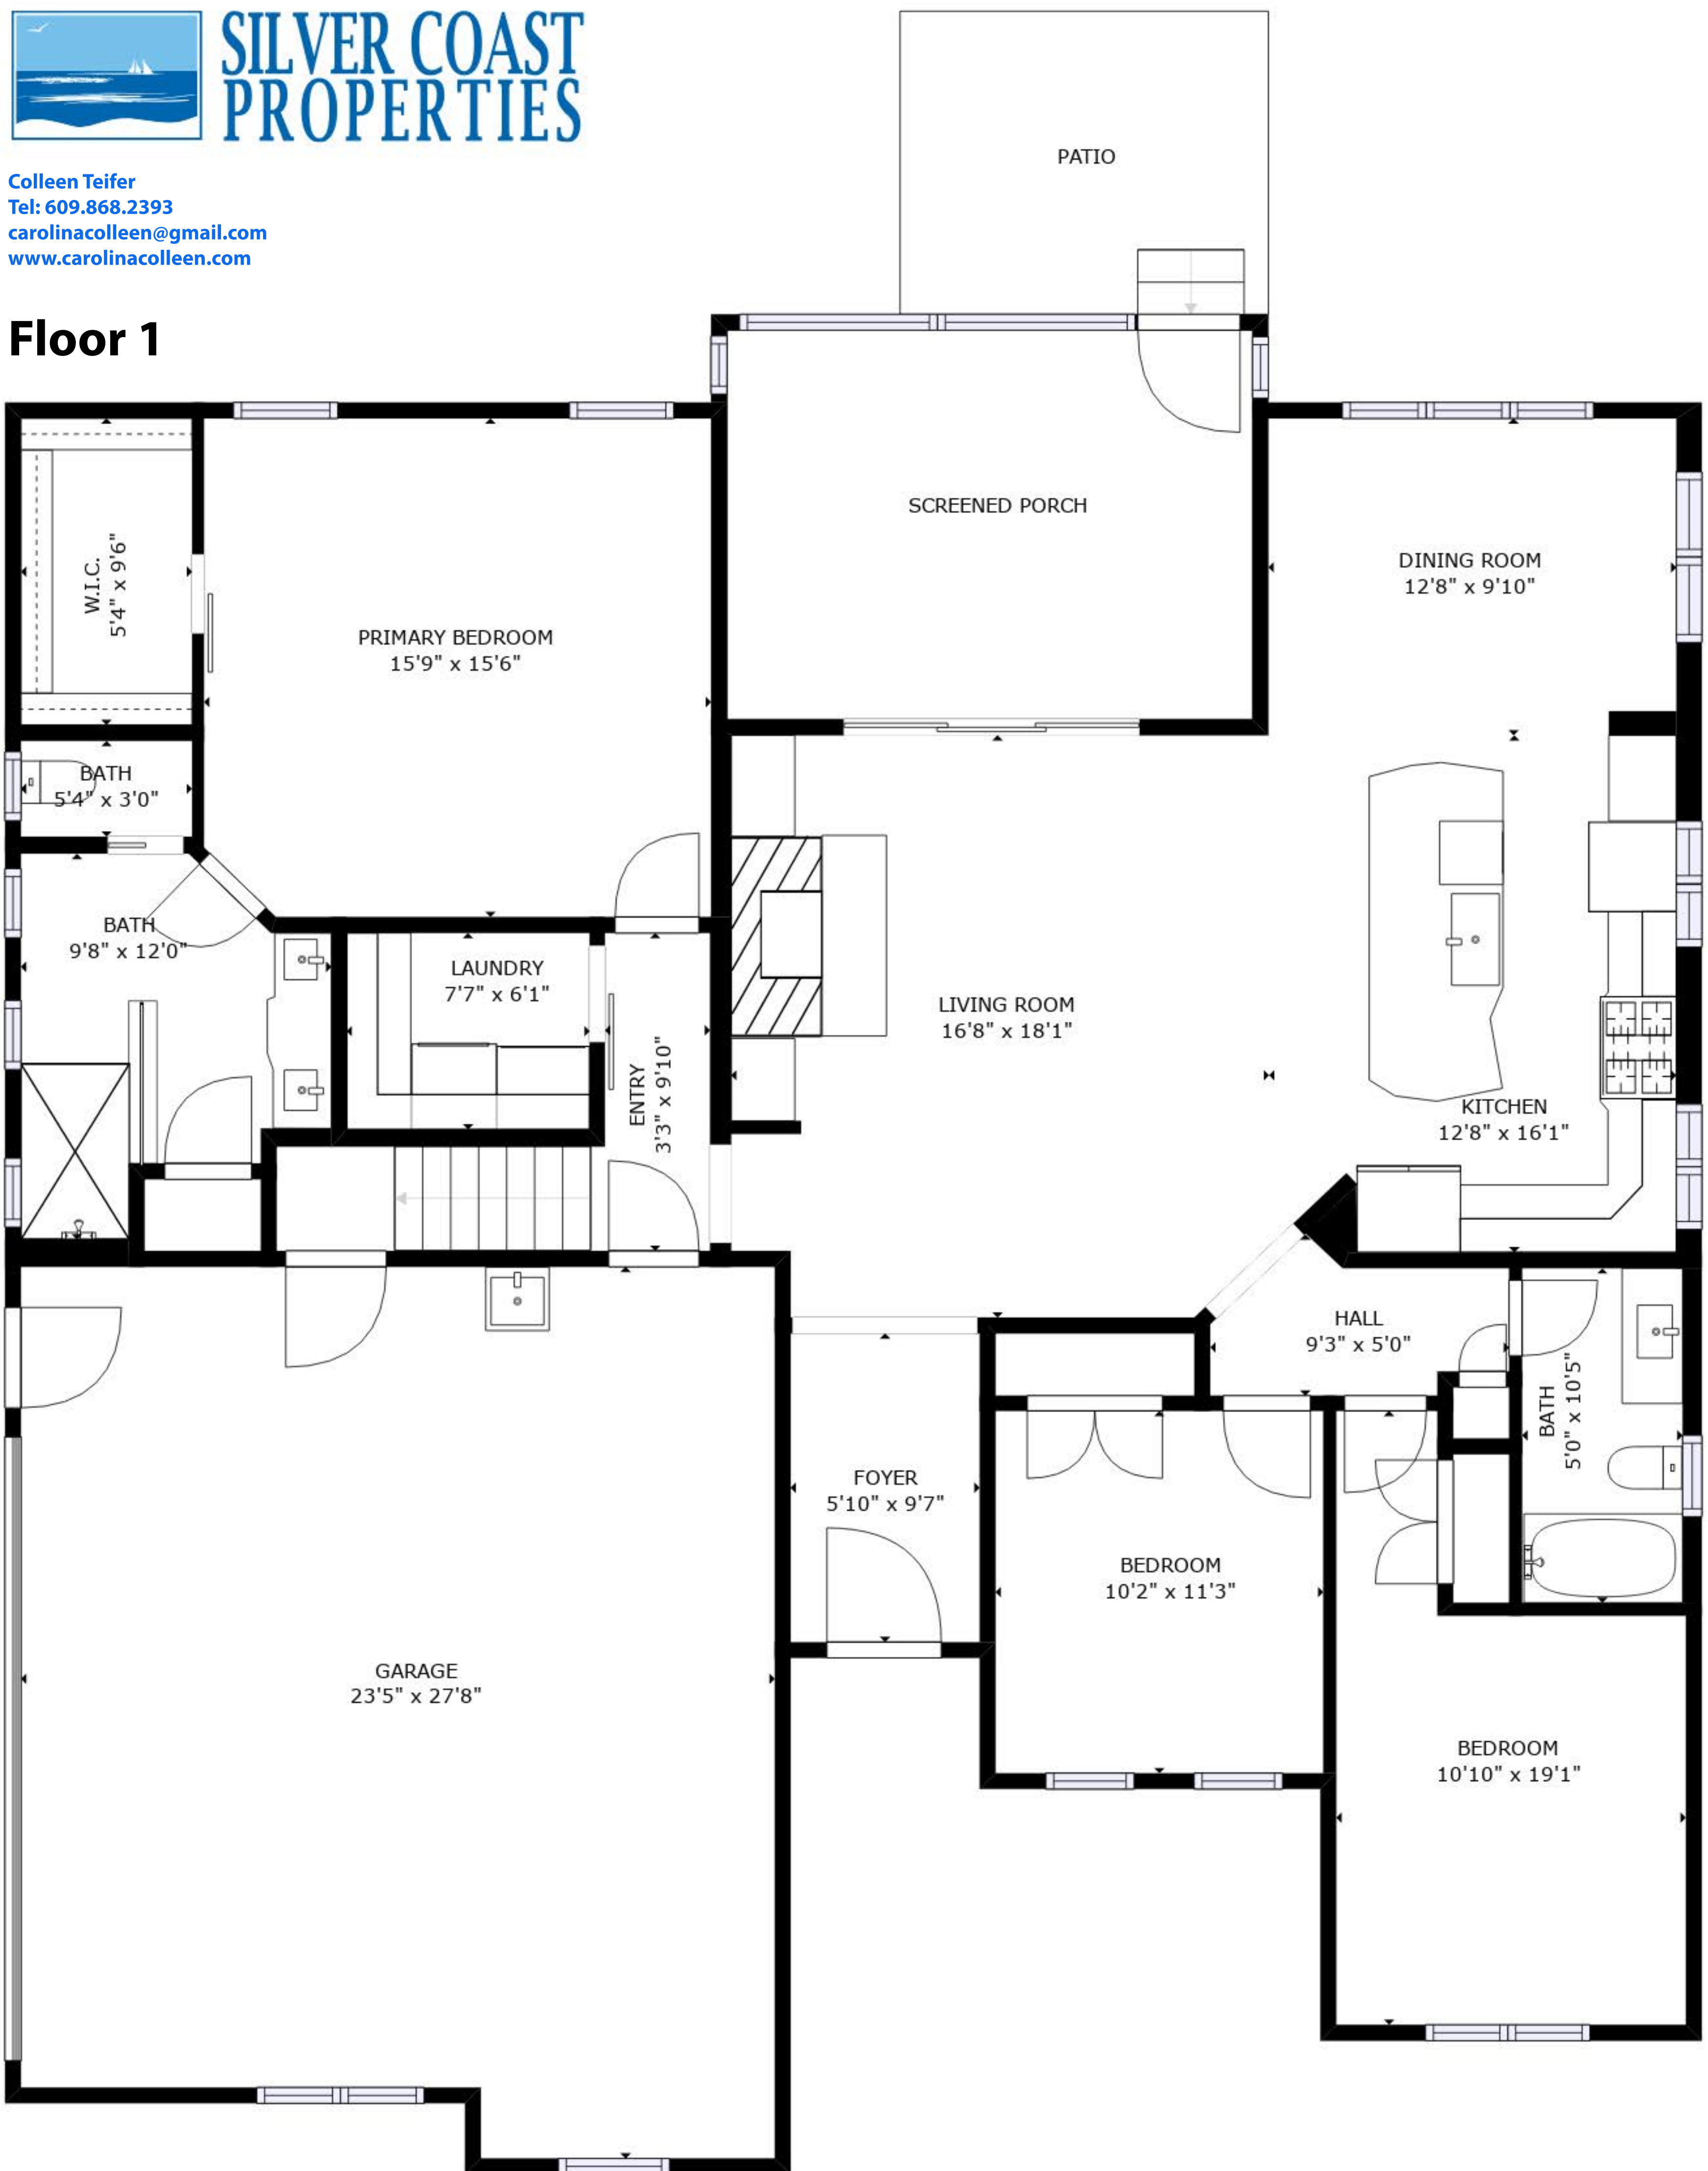 SILVER COAST
PROPERTIES
Colleen Teifer
Tel: 609.868.2393
carolinacolleen@gmail.com
www.carolinacolleen.com
Floor 1
PATIO
SCREENED PORCH
DINING ROOM
12'8" x 9'10"
W.I.C.
5'4" x 9'6"
PRIMARY BEDROOM
15'9" x 15'6"
BATH
5'4" x 3'0"
BATH
9'8" x 12'0"
LAUNDRY
7'7" x 6'1"
ENTRY
3'3" x 9'10"
LIVING ROOM
16'8" x 18'1"
KITCHEN
12'8" x 16'1"
HALL
9'3" x 5'0"
BATH
5'0" x 10'5"
FOYER
5'10" x 9'7"
BEDROOM
10'2" x 11'3"
GARAGE
23'5" x 27'8"
BEDROOM
10'10" x 19'1"